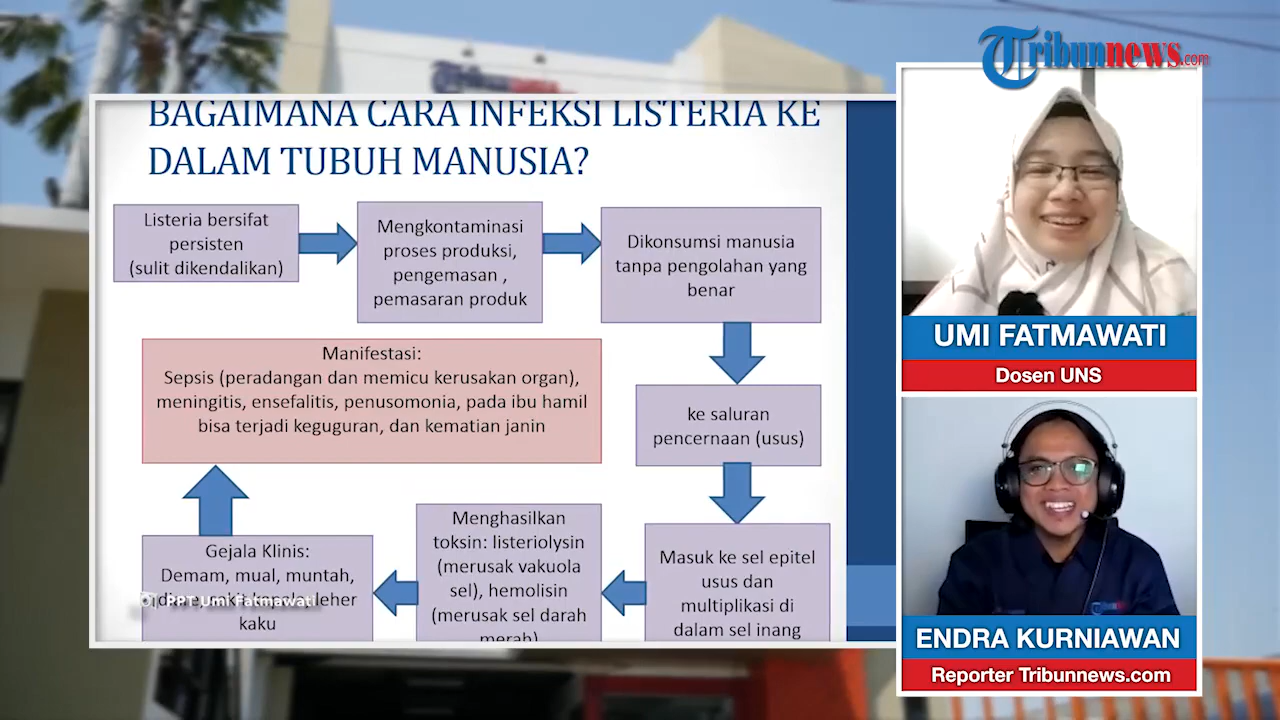 Tribunnews.com
BAGAIMANA CARA INFEKSI LISTERIA KE
DALAM TUBUH MANUSIA?
Listeria bersifat
persisten
(sulit dikendalikan)
Mengkontaminasi
proses produksi,
pengemasan ,
pemasaran produk
Dikonsumsi manusia
tanpa pengolahan yang
benar
ke saluran
pencernaan (usus)
Masuk ke sel epitel
usus dan
multiplikasi di
dalam sel inang
Menghasilkan
toksin: listeriolysin
(merusak vakuola
sel), hemolisin
(merusak sel darah
merah)
Gejala Klinis:
Demam, mual, muntah,
leher
kaku
PPT Umi Fatmawati
Manifestasi:
Sepsis (peradangan dan memicu kerusakan organ),
meningitis, ensefalitis, penusomonia, pada ibu hamil
bisa terjadi keguguran, dan kematian janin
UMI FATMAWATI
Dosen UNS
ENDRA KURNIAWAN
Reporter Tribunnews.com